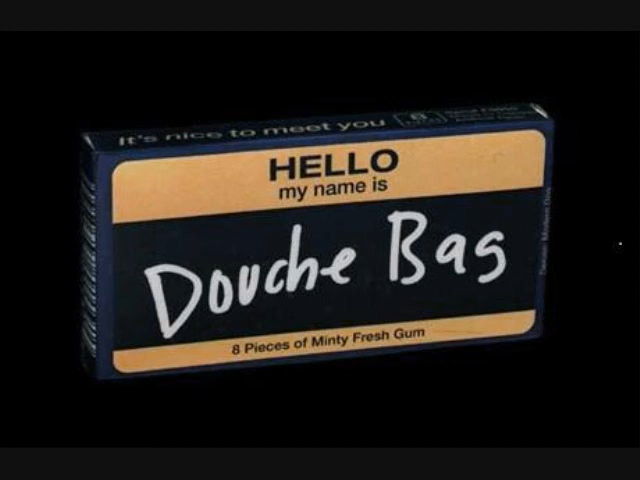 It's nice to meet you
HELLO
my name is
Douche Bag
8 Pieces of Minty Fresh Gum